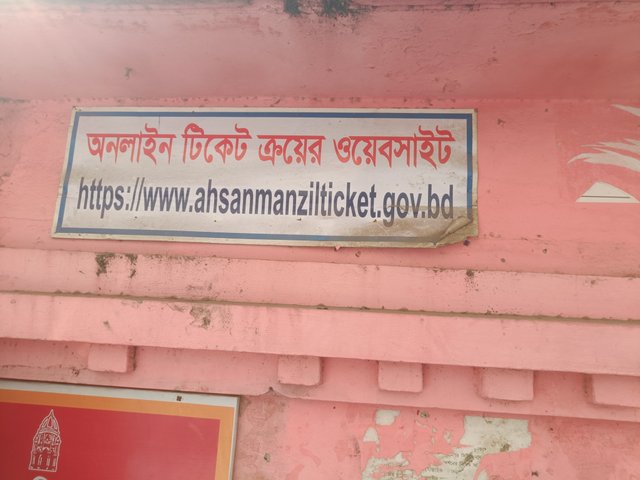 অনলাইন টিকেট ক্রয়ের ওয়েবসাইট
https://www.ahsanmanzilticket.gov.bd